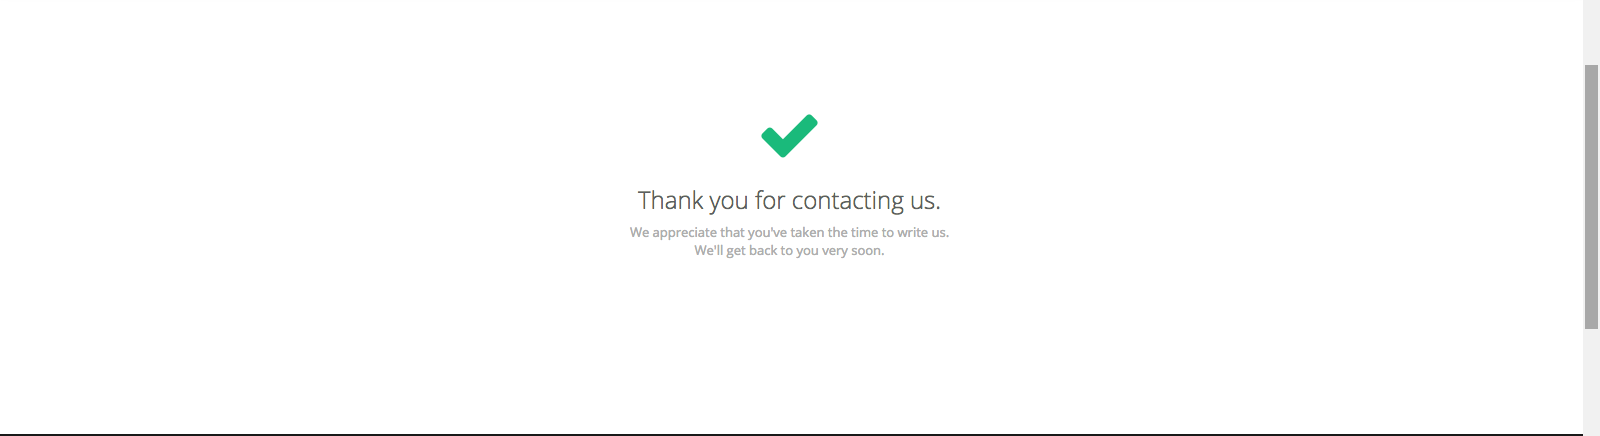 Thank you for contacting us.
We appreciate that you've taken the time to write us.
We'll get back to you very soon.